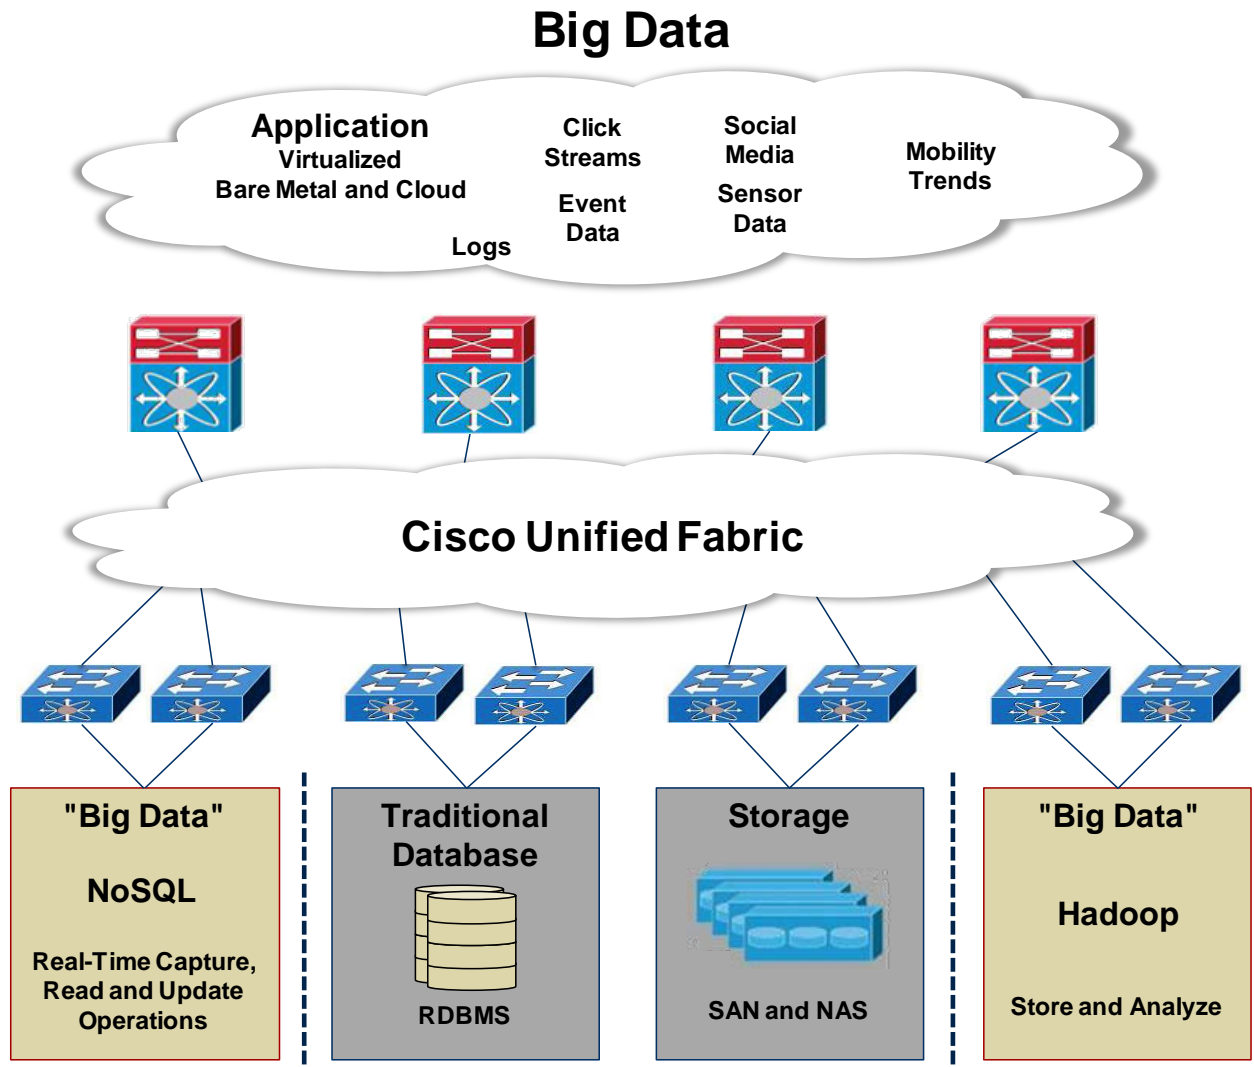 Big Data
Application
Virtualized
Bare Metal and Cloud
Logs
Click
Streams
Event
Data
Social
Media
Sensor
Data
Mobility
Trends
Cisco Unified Fabric
"Big Data"
NoSQL
Real-Time Capture,
Read and Update
Operations
Traditional
Database
RDBMS
Storage
SAN and NAS
"Big Data"
Hadoop
Store and Analyze